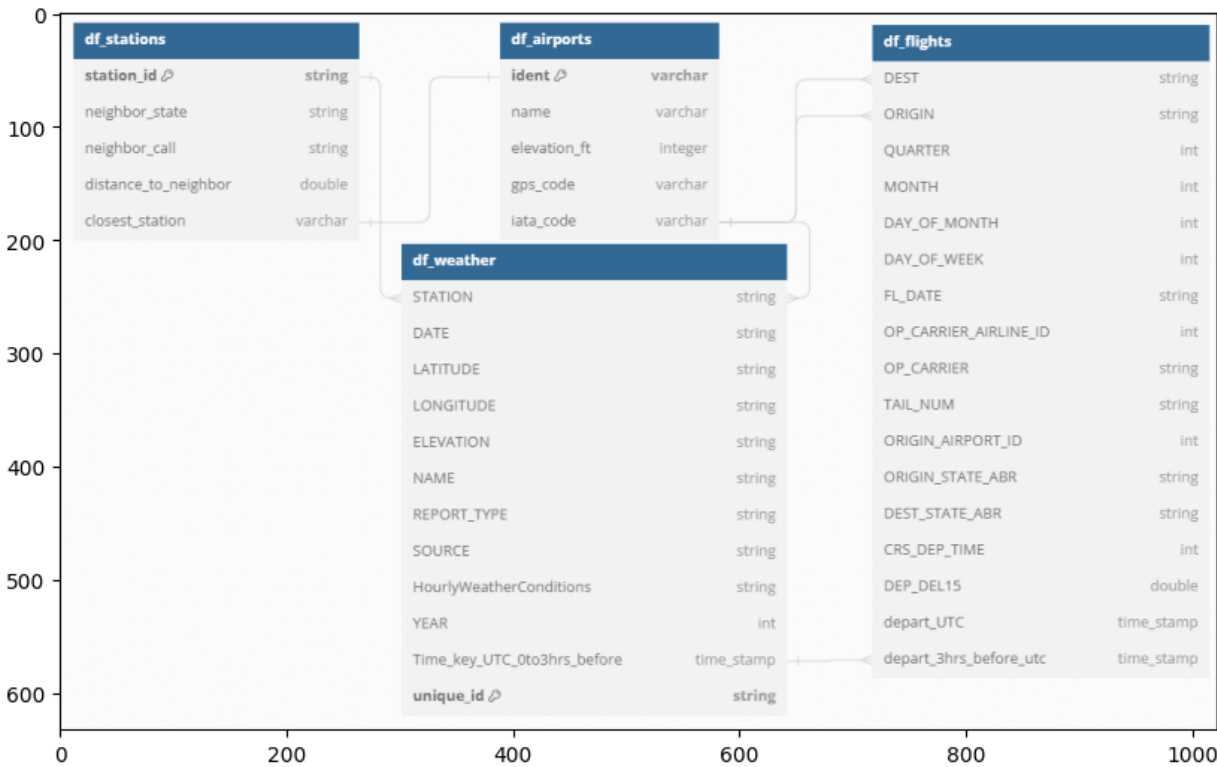 0
100
200
300
400
500
600
0
200
400
600
800
1000
df_stations
station_id string
neighbor_state string
neighbor_call string
distance_to_neighbor double
closest_station varchar
df_airports
ident varchar
name varchar
elevation_ft integer
gps_code varchar
iata_code varchar
df_weather
STATION string
DATE string
LATITUDE string
LONGITUDE string
ELEVATION string
NAME string
REPORT_TYPE string
SOURCE string
HourlyWeatherConditions string
YEAR int
Time_key_UTC_0to3hrs_before time_stamp
unique_id string
df_flights
DEST string
ORIGIN string
QUARTER int
MONTH int
DAY_OF_MONTH int
DAY_OF_WEEK int
FL_DATE string
OP_CARRIER_AIRLINE_ID int
OP_CARRIER string
TAIL_NUM string
ORIGIN_AIRPORT_ID int
ORIGIN_STATE_ABR string
DEST_STATE_ABR string
CRS_DEP_TIME int
DEP_DEL15 double
depart_UTC time_stamp
depart_3hrs_before_utc time_stamp